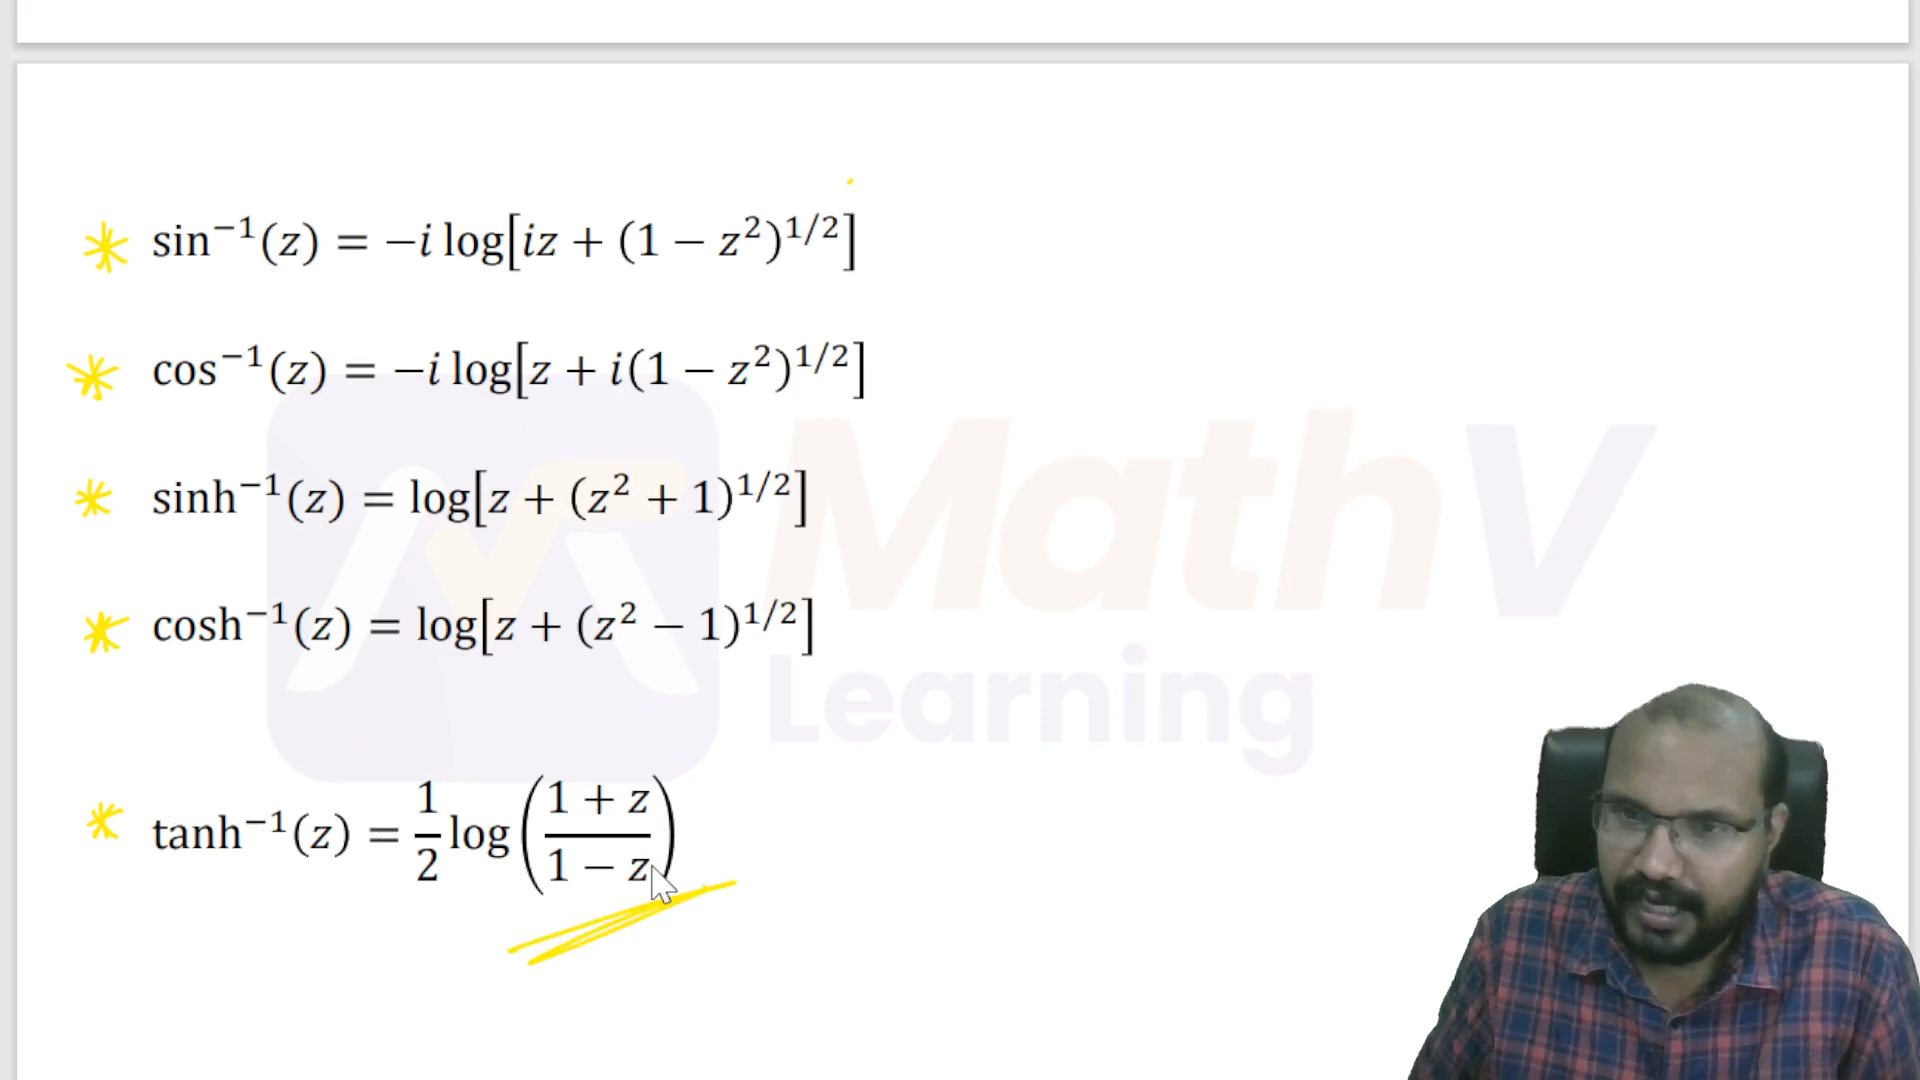 sin⁻¹(z) = −i log[iz + (1 − z²)^{1/2}]
cos⁻¹(z) = −i log[z + i(1 − z²)^{1/2}]
sinh⁻¹(z) = log[z + (z² + 1)^{1/2}]
cosh⁻¹(z) = log[z + (z² − 1)^{1/2}]
tanh⁻¹(z) = 1/2 log((1 + z)/(1 − z))
MathV
Learning